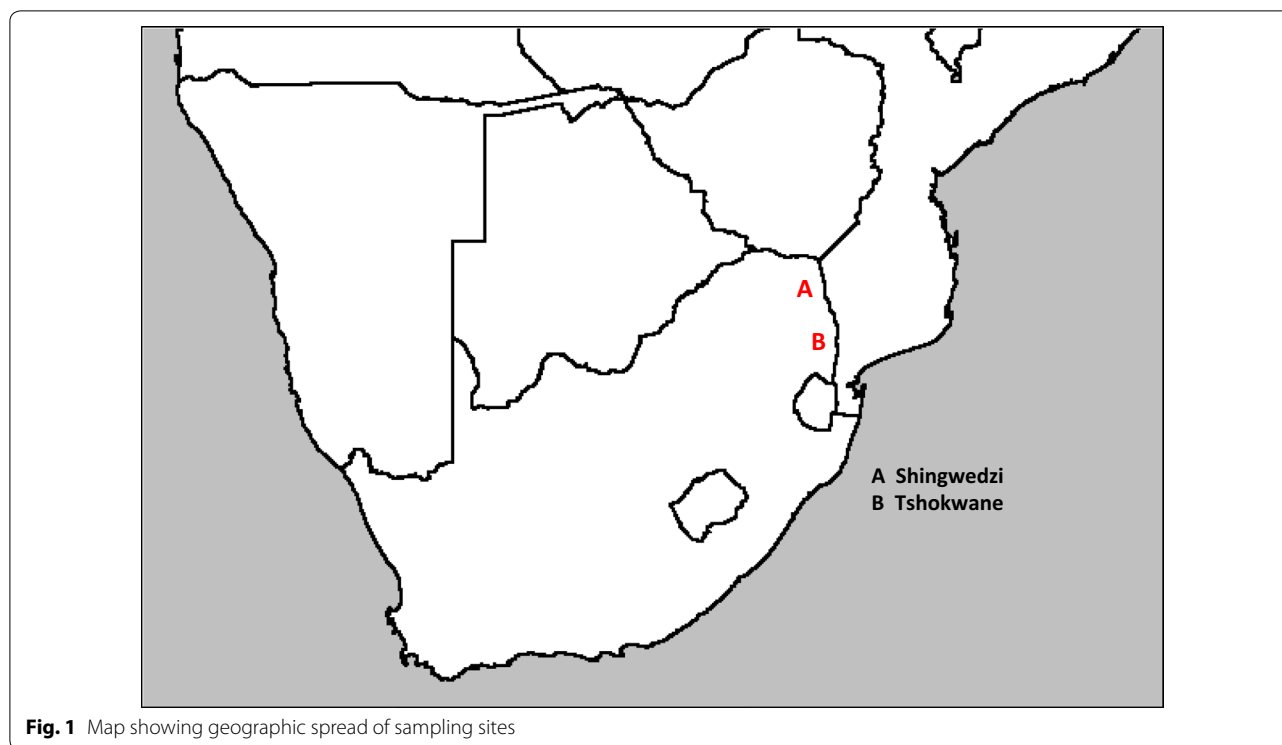 A
B
A Shingwedzi
B Tshokwane
Fig. 1 Map showing geographic spread of sampling sites